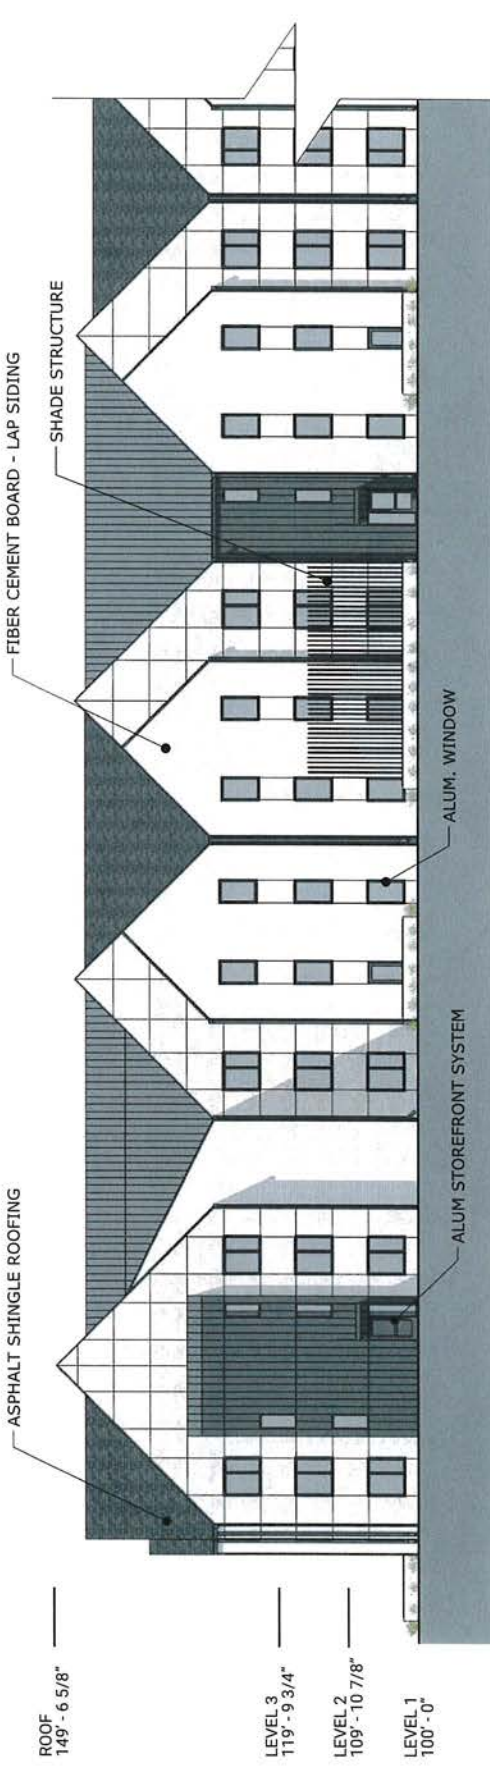 ASPHALT SHINGLE ROOFING
FIBER CEMENT BOARD - LAP SIDING
SHADE STRUCTURE
ALUM. WINDOW
ALUM STOREFRONT SYSTEM
ROOF
149' - 6 5/8"
LEVEL 3
119' - 9 3/4"
LEVEL 2
109' - 10 7/8"
LEVEL 1
100' - 0"